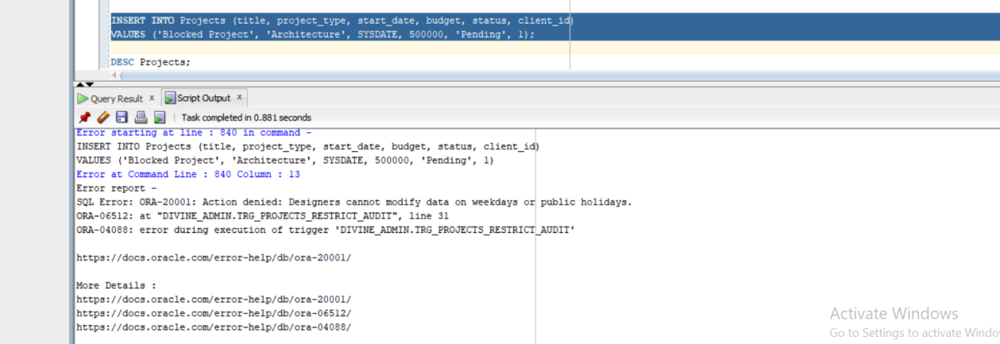 INSERT INTO Projects (title, project_type, start_date, budget, status, client_id)
VALUES ('Blocked Project', 'Architecture', SYSDATE, 500000, 'Pending', 1);
DESC Projects;
Query Result x Script Output x
Task completed in 0.881 seconds
Error starting at line : 840 in command -
INSERT INTO Projects (title, project_type, start_date, budget, status, client_id)
VALUES ('Blocked Project', 'Architecture', SYSDATE, 500000, 'Pending', 1)
Error at Command Line : 840 Column : 13
Error report -
SQL Error: ORA-20001: Action denied: Designers cannot modify data on weekdays or public holidays.
ORA-06512: at "DIVINE_ADMIN.TRG_PROJECTS_RESTRICT_AUDIT", line 31
ORA-04088: error during execution of trigger 'DIVINE_ADMIN.TRG_PROJECTS_RESTRICT_AUDIT'
https://docs.oracle.com/error-help/db/ora-20001/
More Details :
https://docs.oracle.com/error-help/db/ora-20001/
https://docs.oracle.com/error-help/db/ora-06512/
https://docs.oracle.com/error-help/db/ora-04088/
Activate Windows
Go to Settings to activate Windo